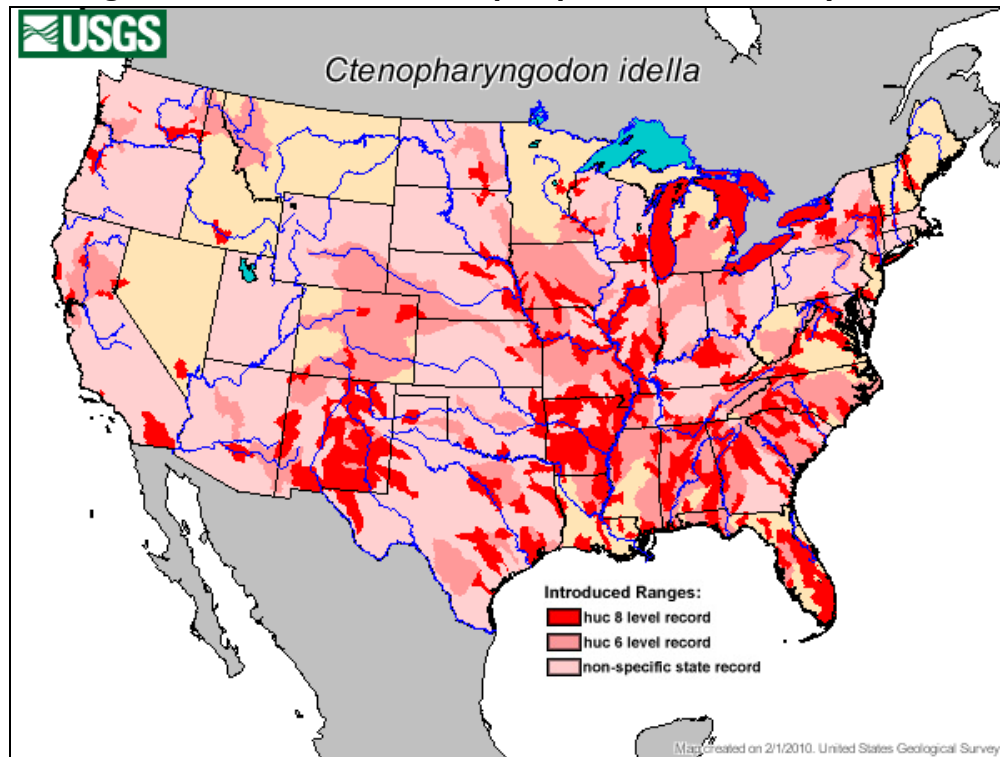 USGS
Ctenopharyngodon idella
Introduced Ranges:
huc 8 level record
huc 6 level record
non-specific state record
Map created on 2/1/2010. United States Geological Survey